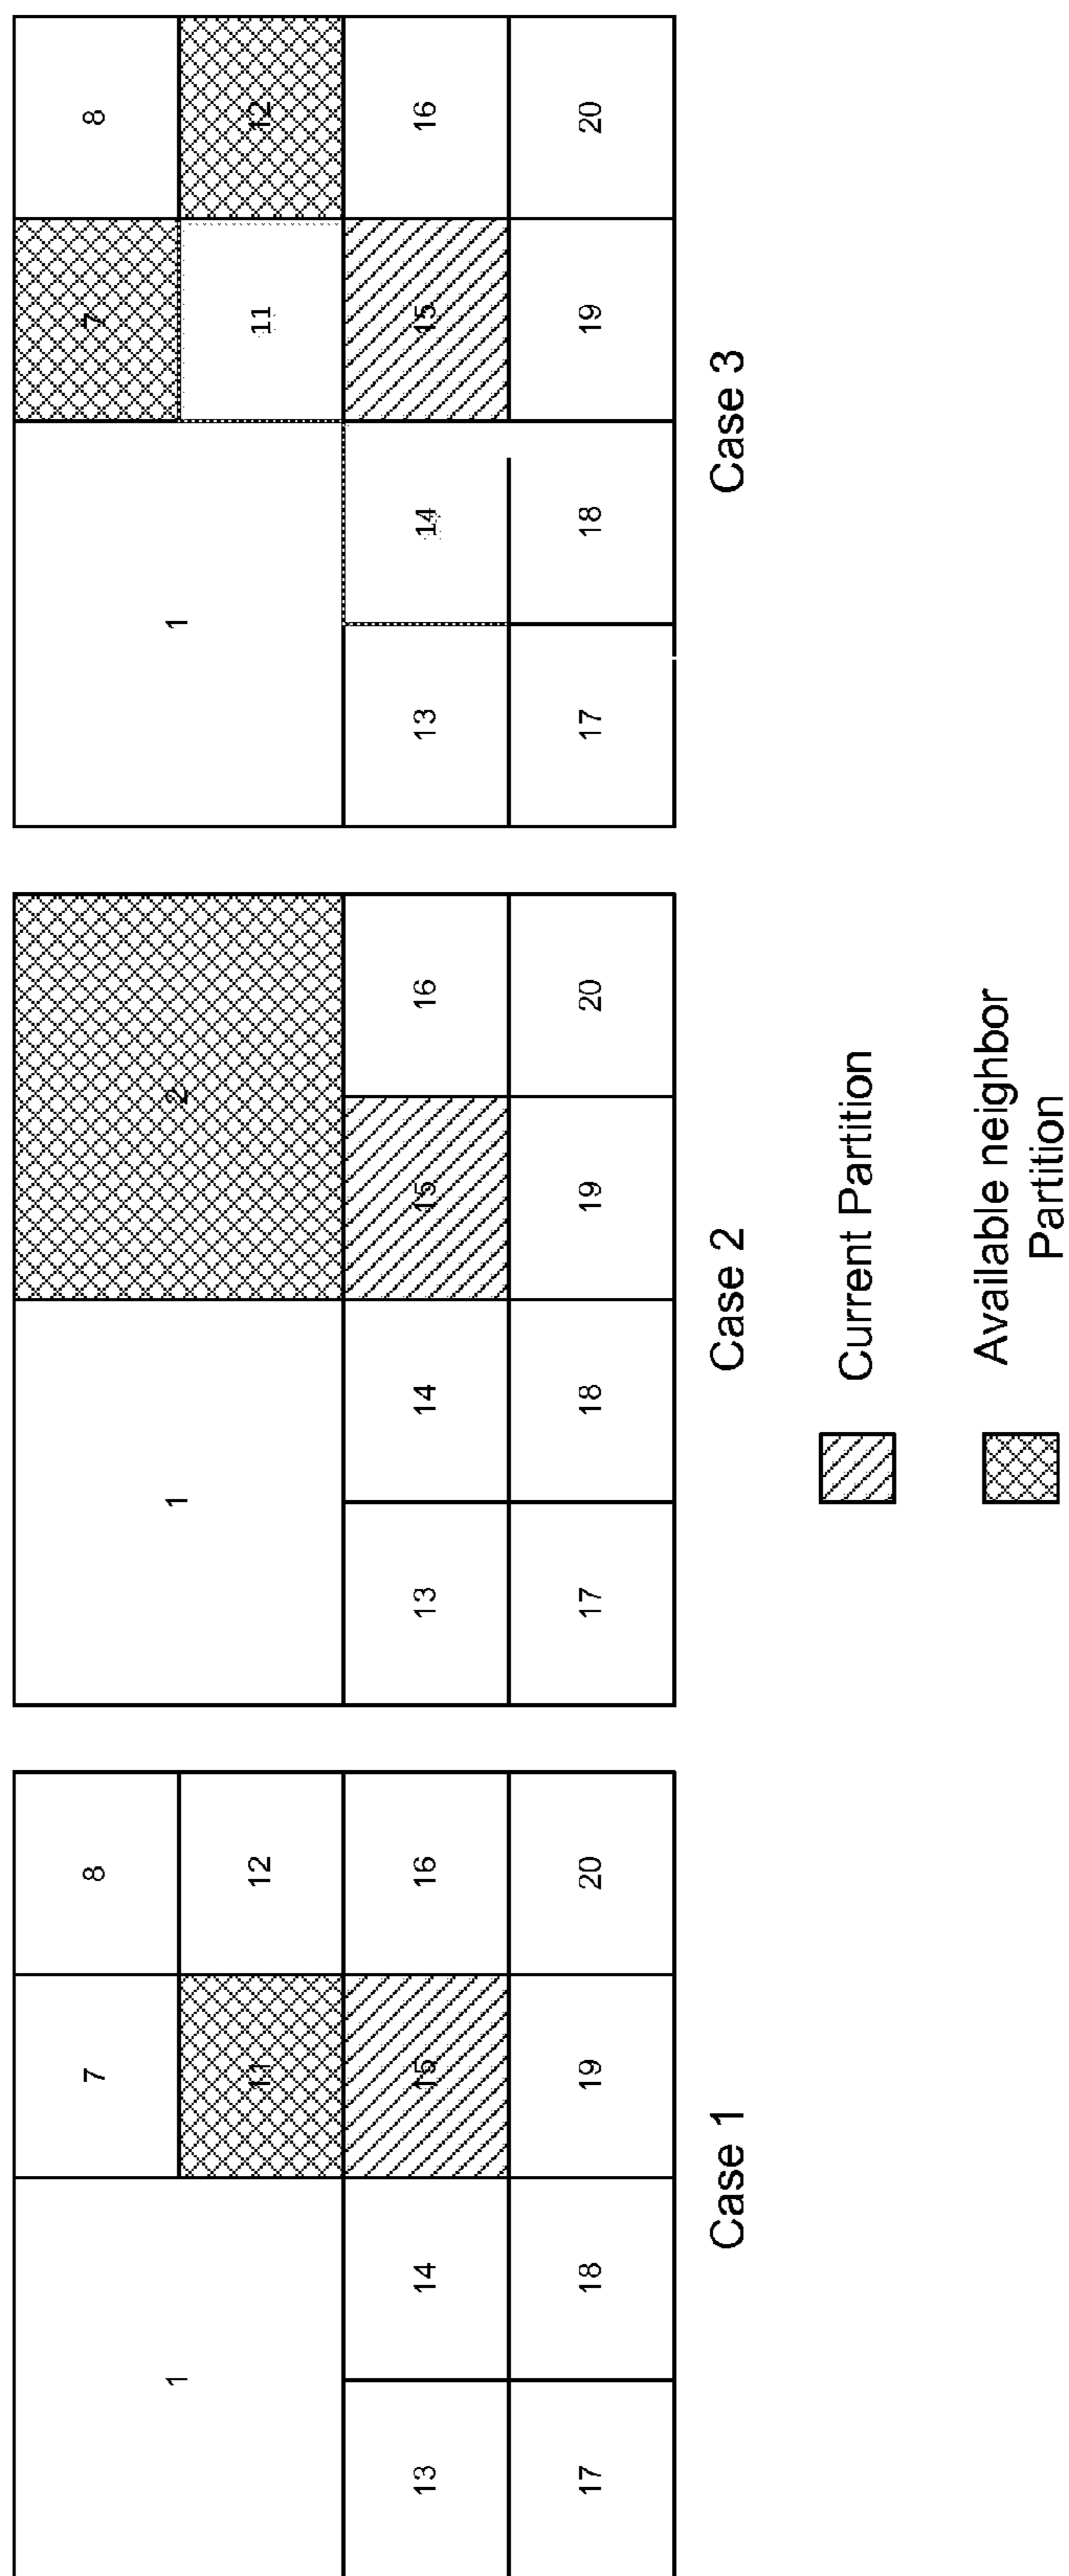 7 8
1
11 12
13 14 15 16
17 18 19 20
Case 1
1 2
13 14 15 16
17 18 19 20
Case 2
7 8
1
11 12
13 14 15 16
17 18 19 20
Case 3
Current Partition
Available neighbor
Partition